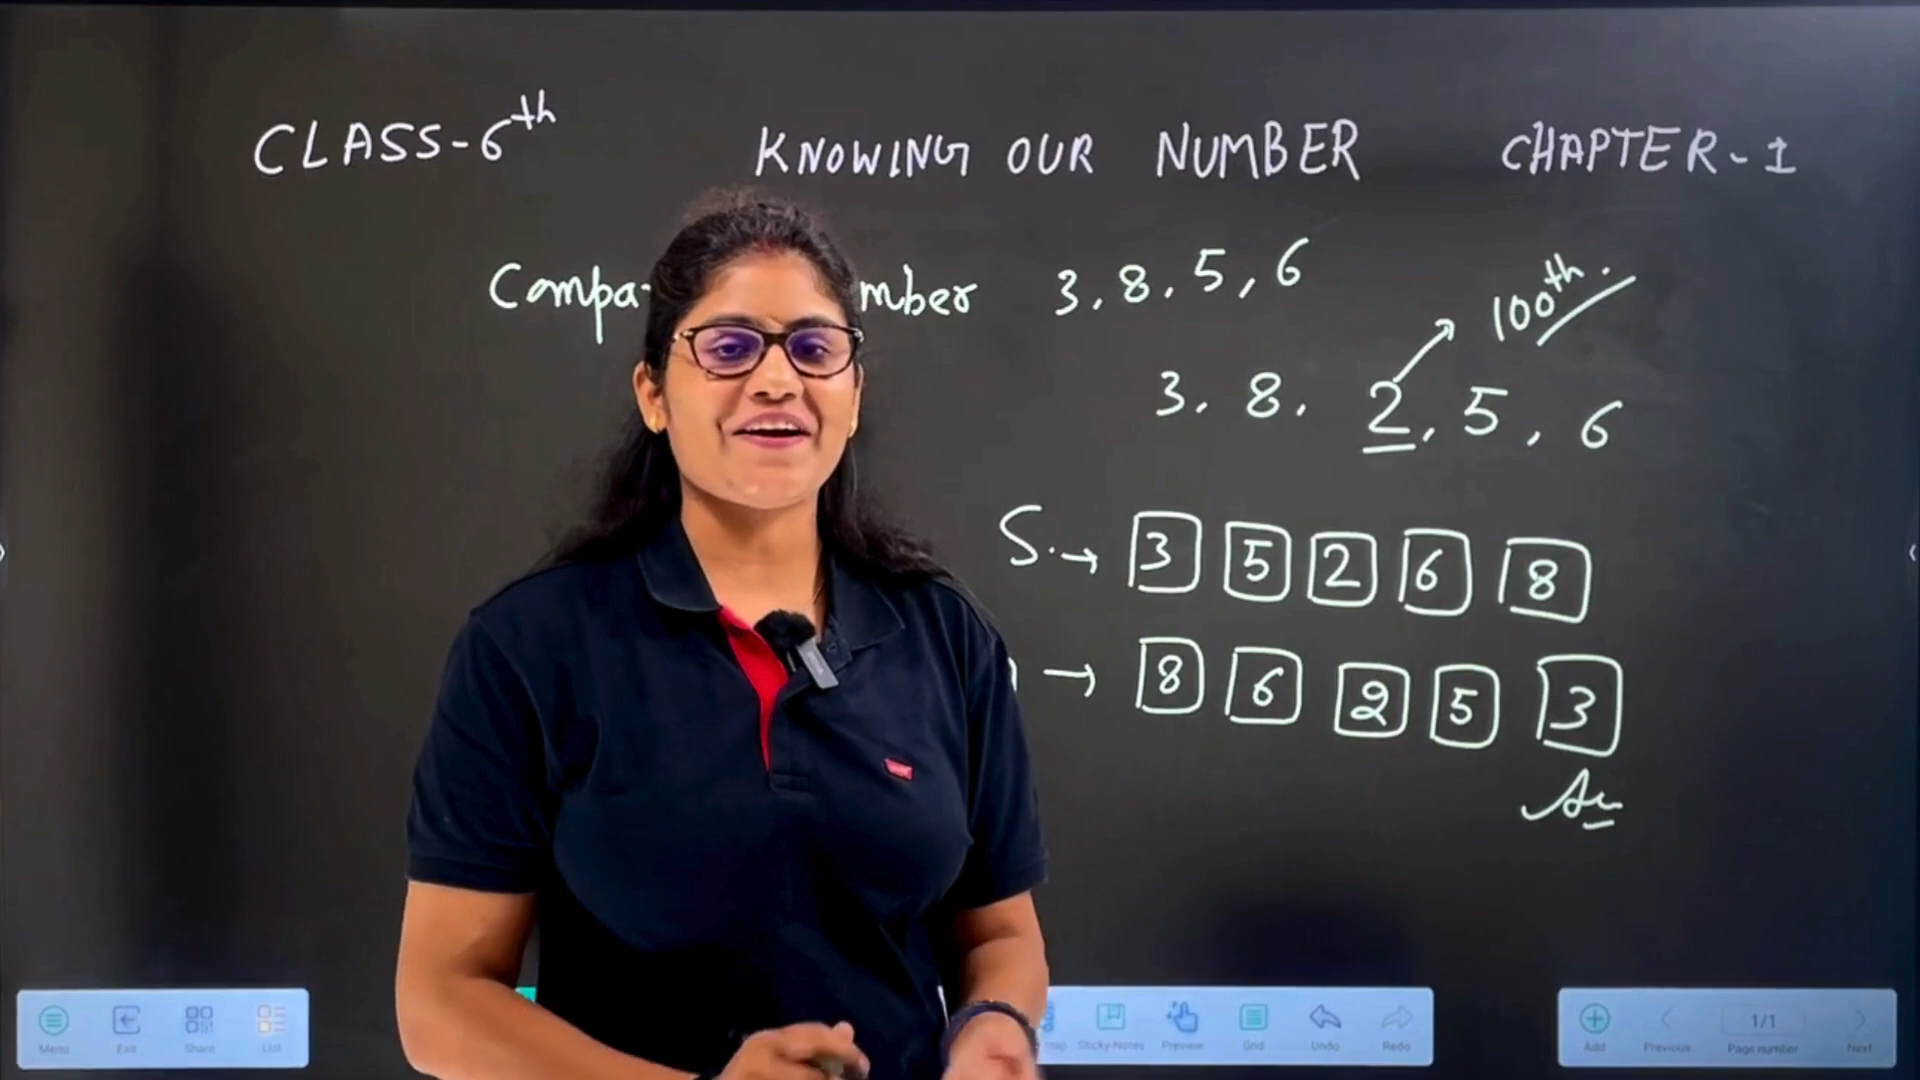 CLASS-6th KNOWING OUR NUMBER CHAPTER-1
3, 8, 5, 6
100th.
3, 8, 2, 5, 6
S. → 3 5 2 6 8
→ 8 6 2 5 3
Menu Exit Share List Sticky-Notes Preview Grid Undo Redo Add Previous 1/1 Page number Next